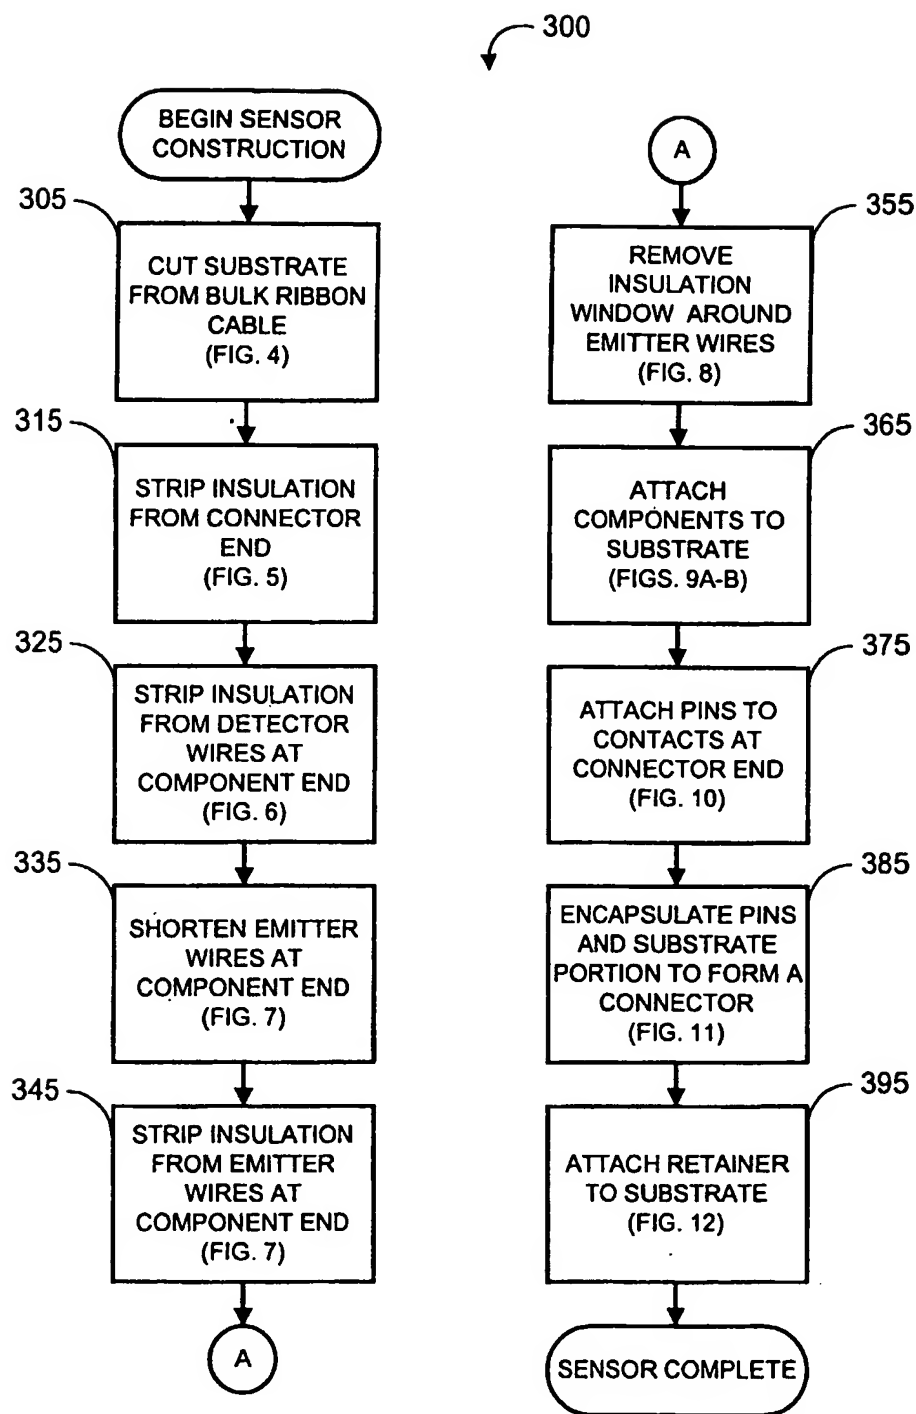 300
BEGIN SENSOR
CONSTRUCTION
305
CUT SUBSTRATE
FROM BULK RIBBON
CABLE
(FIG. 4)
315
STRIP INSULATION
FROM CONNECTOR
END
(FIG. 5)
325
STRIP INSULATION
FROM DETECTOR
WIRES AT
COMPONENT END
(FIG. 6)
335
SHORTEN EMITTER
WIRES AT
COMPONENT END
(FIG. 7)
345
STRIP INSULATION
FROM EMITTER
WIRES AT
COMPONENT END
(FIG. 7)
A
A
355
REMOVE
INSULATION
WINDOW AROUND
EMITTER WIRES
(FIG. 8)
365
ATTACH
COMPONENTS TO
SUBSTRATE
(FIGS. 9A-B)
375
ATTACH PINS TO
CONTACTS AT
CONNECTOR END
(FIG. 10)
385
ENCAPSULATE PINS
AND SUBSTRATE
PORTION TO FORM A
CONNECTOR
(FIG. 11)
395
ATTACH RETAINER
TO SUBSTRATE
(FIG. 12)
SENSOR COMPLETE